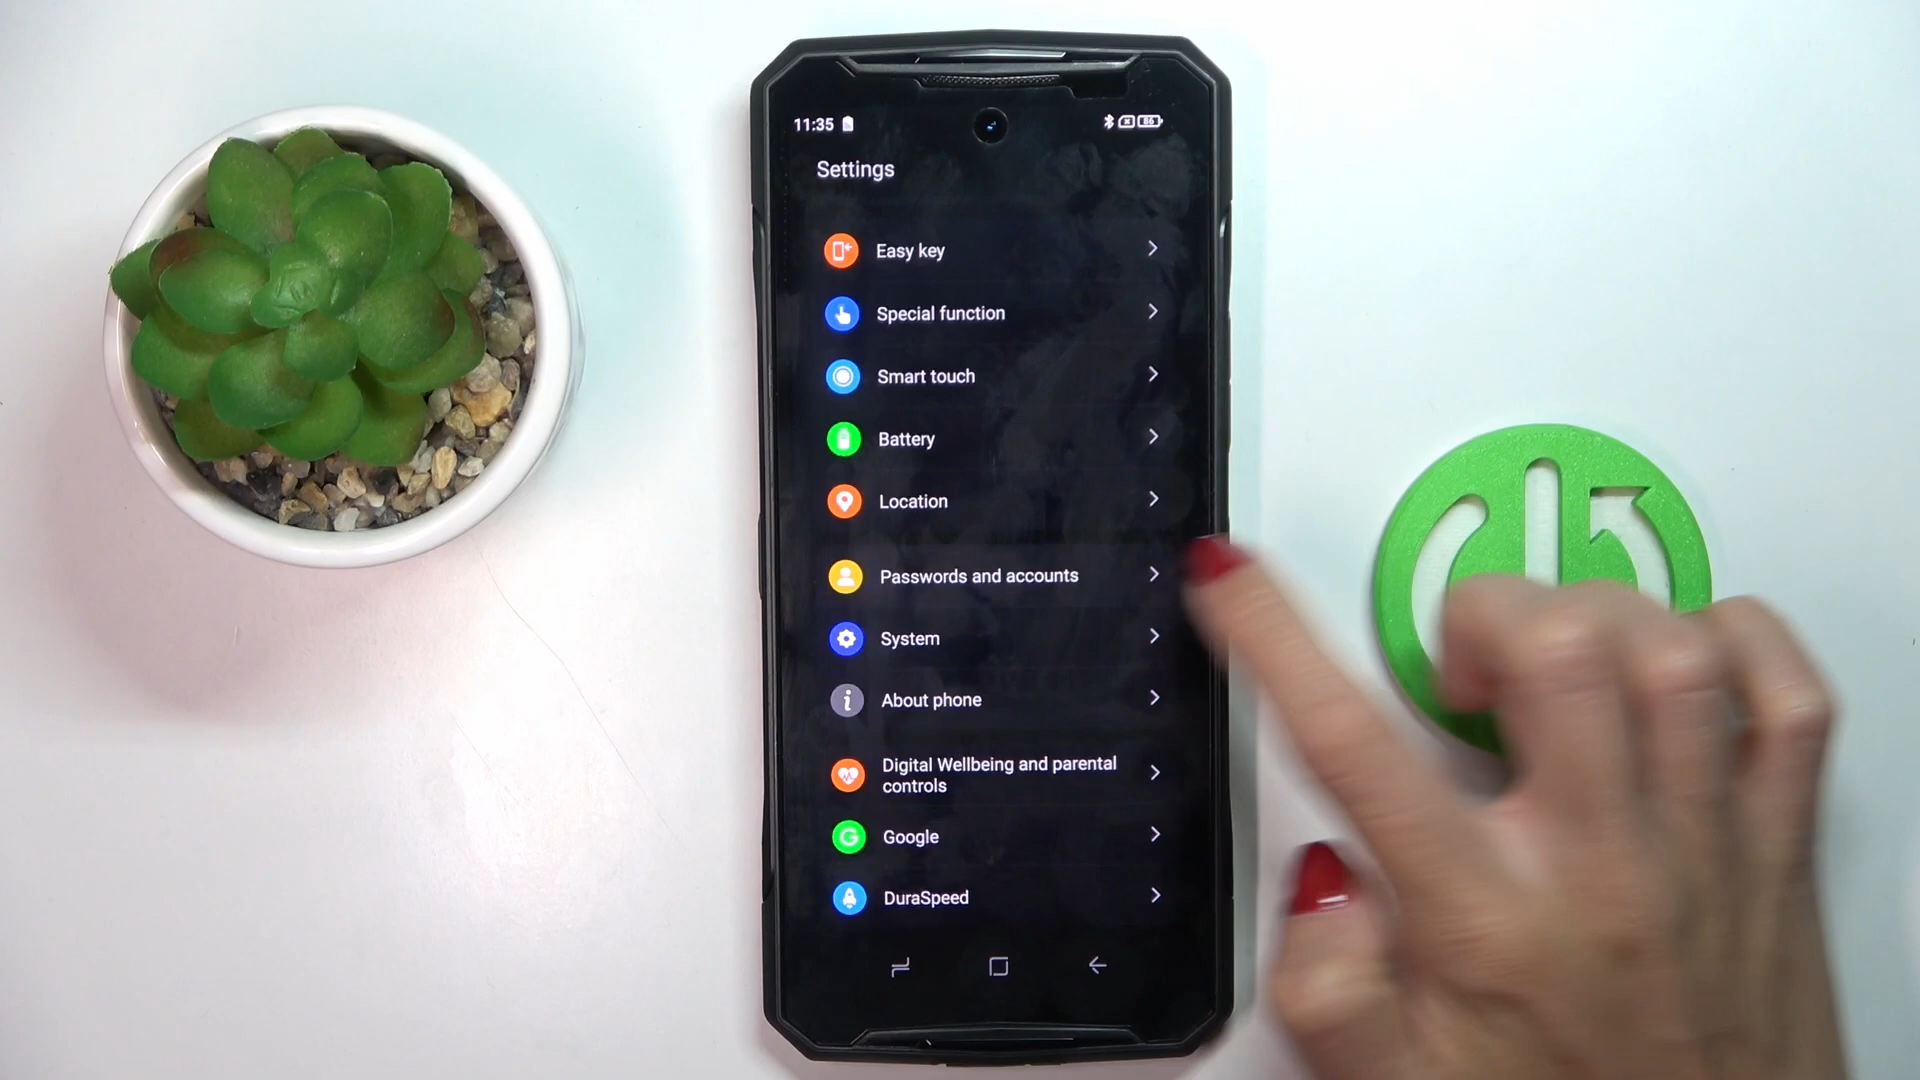 11:35
86
Settings
Easy key
Special function
Smart touch
Battery
Location
Passwords and accounts
System
About phone
Digital Wellbeing and parental
controls
Google
DuraSpeed